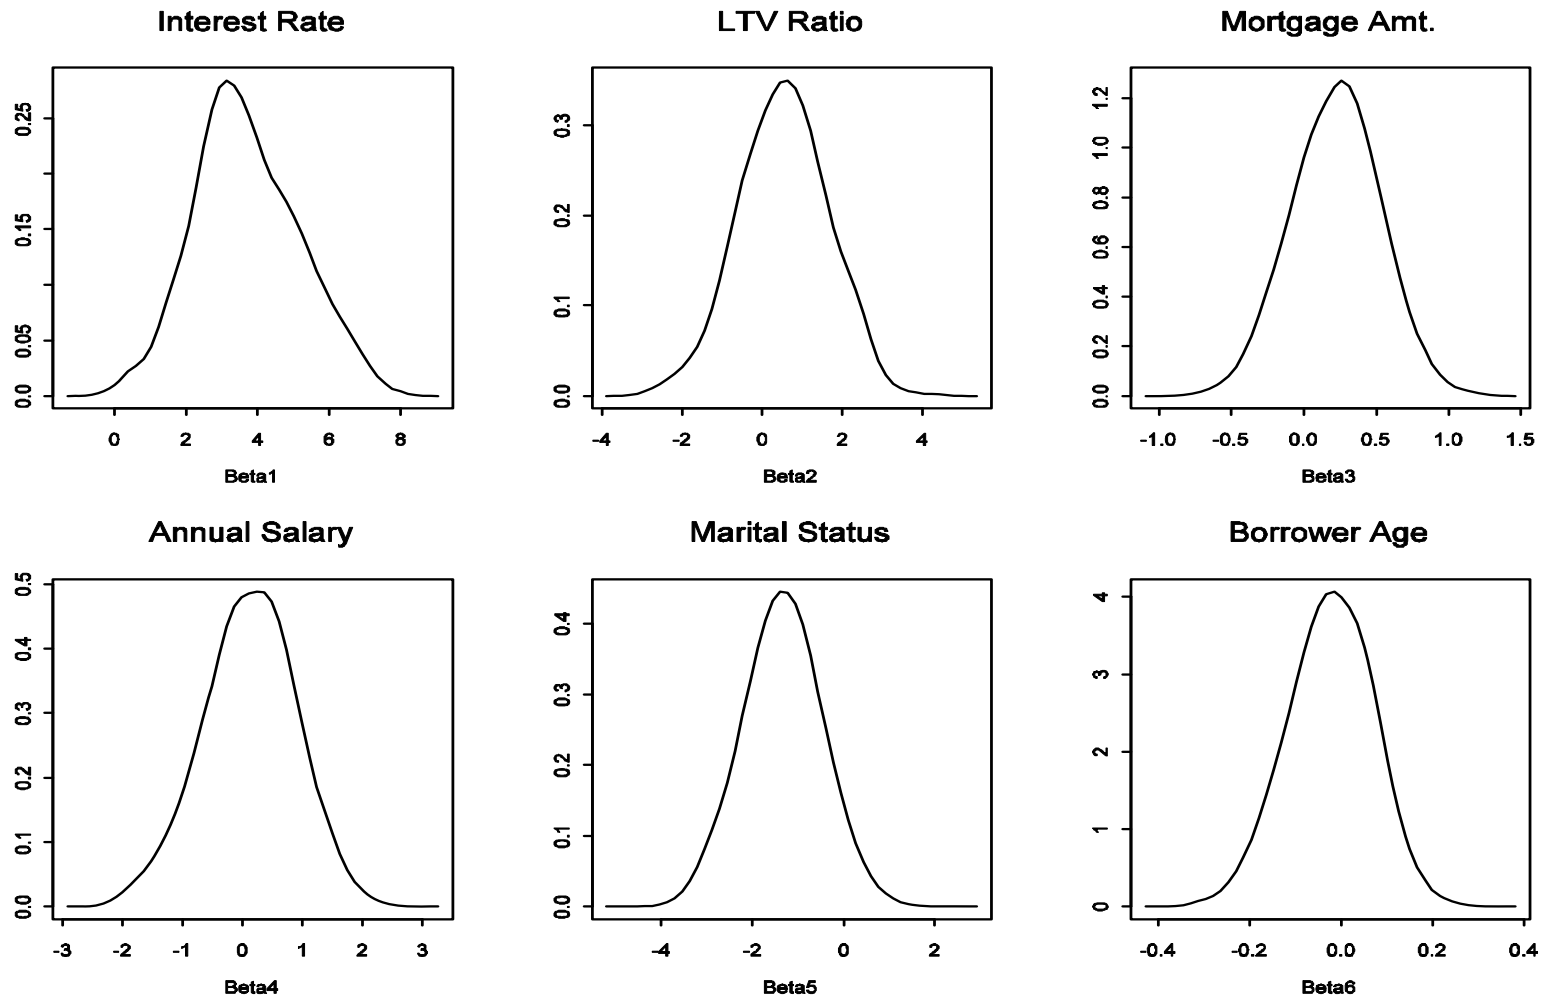 Interest Rate
0.0 0.05 0.15 0.25
0 2 4 6 8
Beta1
LTV Ratio
0.0 0.1 0.2 0.3
-4 -2 0 2 4
Beta2
Mortgage Amt.
0.0 0.2 0.4 0.6 0.8 1.0 1.2
-1.0 -0.5 0.0 0.5 1.0 1.5
Beta3
Annual Salary
0.0 0.1 0.2 0.3 0.4 0.5
-3 -2 -1 0 1 2 3
Beta4
Marital Status
0.0 0.1 0.2 0.3 0.4
-4 -2 0 2
Beta5
Borrower Age
0 1 2 3 4
-0.4 -0.2 0.0 0.2 0.4
Beta6